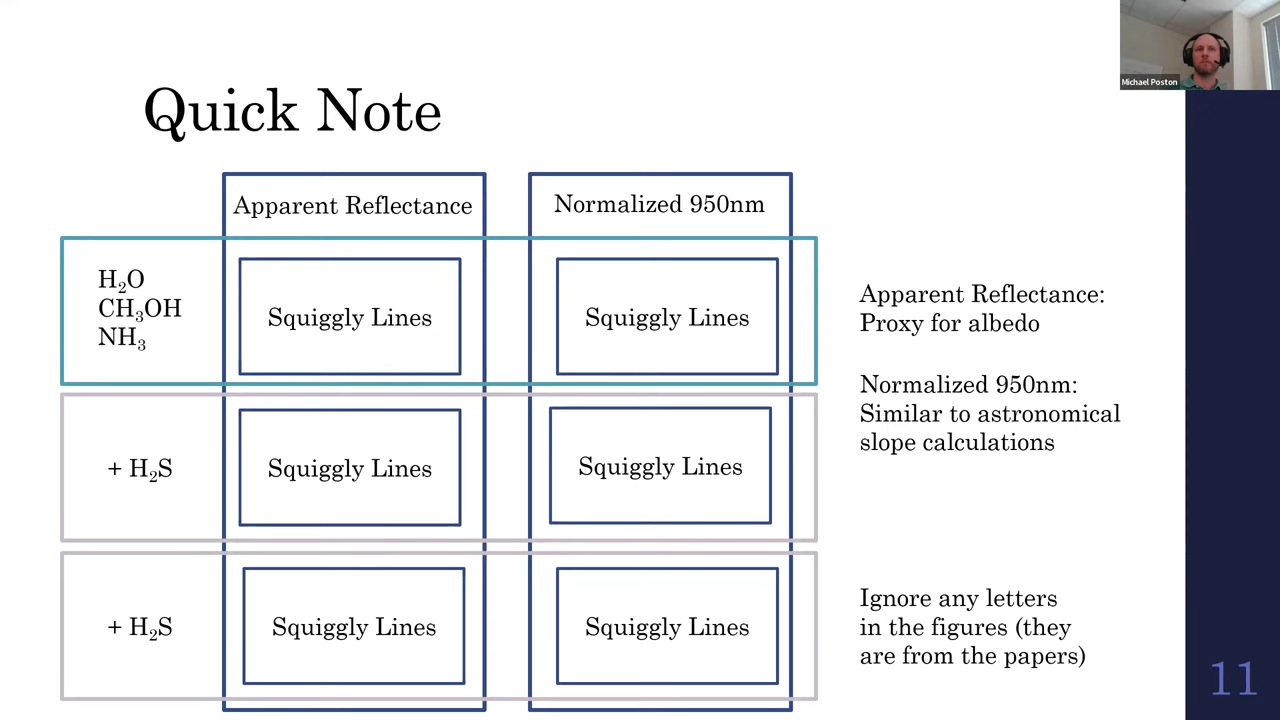 Michael Poston
Quick Note
Apparent Reflectance
Normalized 950nm
H₂O
CH₃OH
NH₃
Squiggly Lines
Squiggly Lines
Apparent Reflectance:
Proxy for albedo
Normalized 950nm:
Similar to astronomical
slope calculations
+ H₂S
Squiggly Lines
Squiggly Lines
+ H₂S
Squiggly Lines
Squiggly Lines
Ignore any letters
in the figures (they
are from the papers)
11